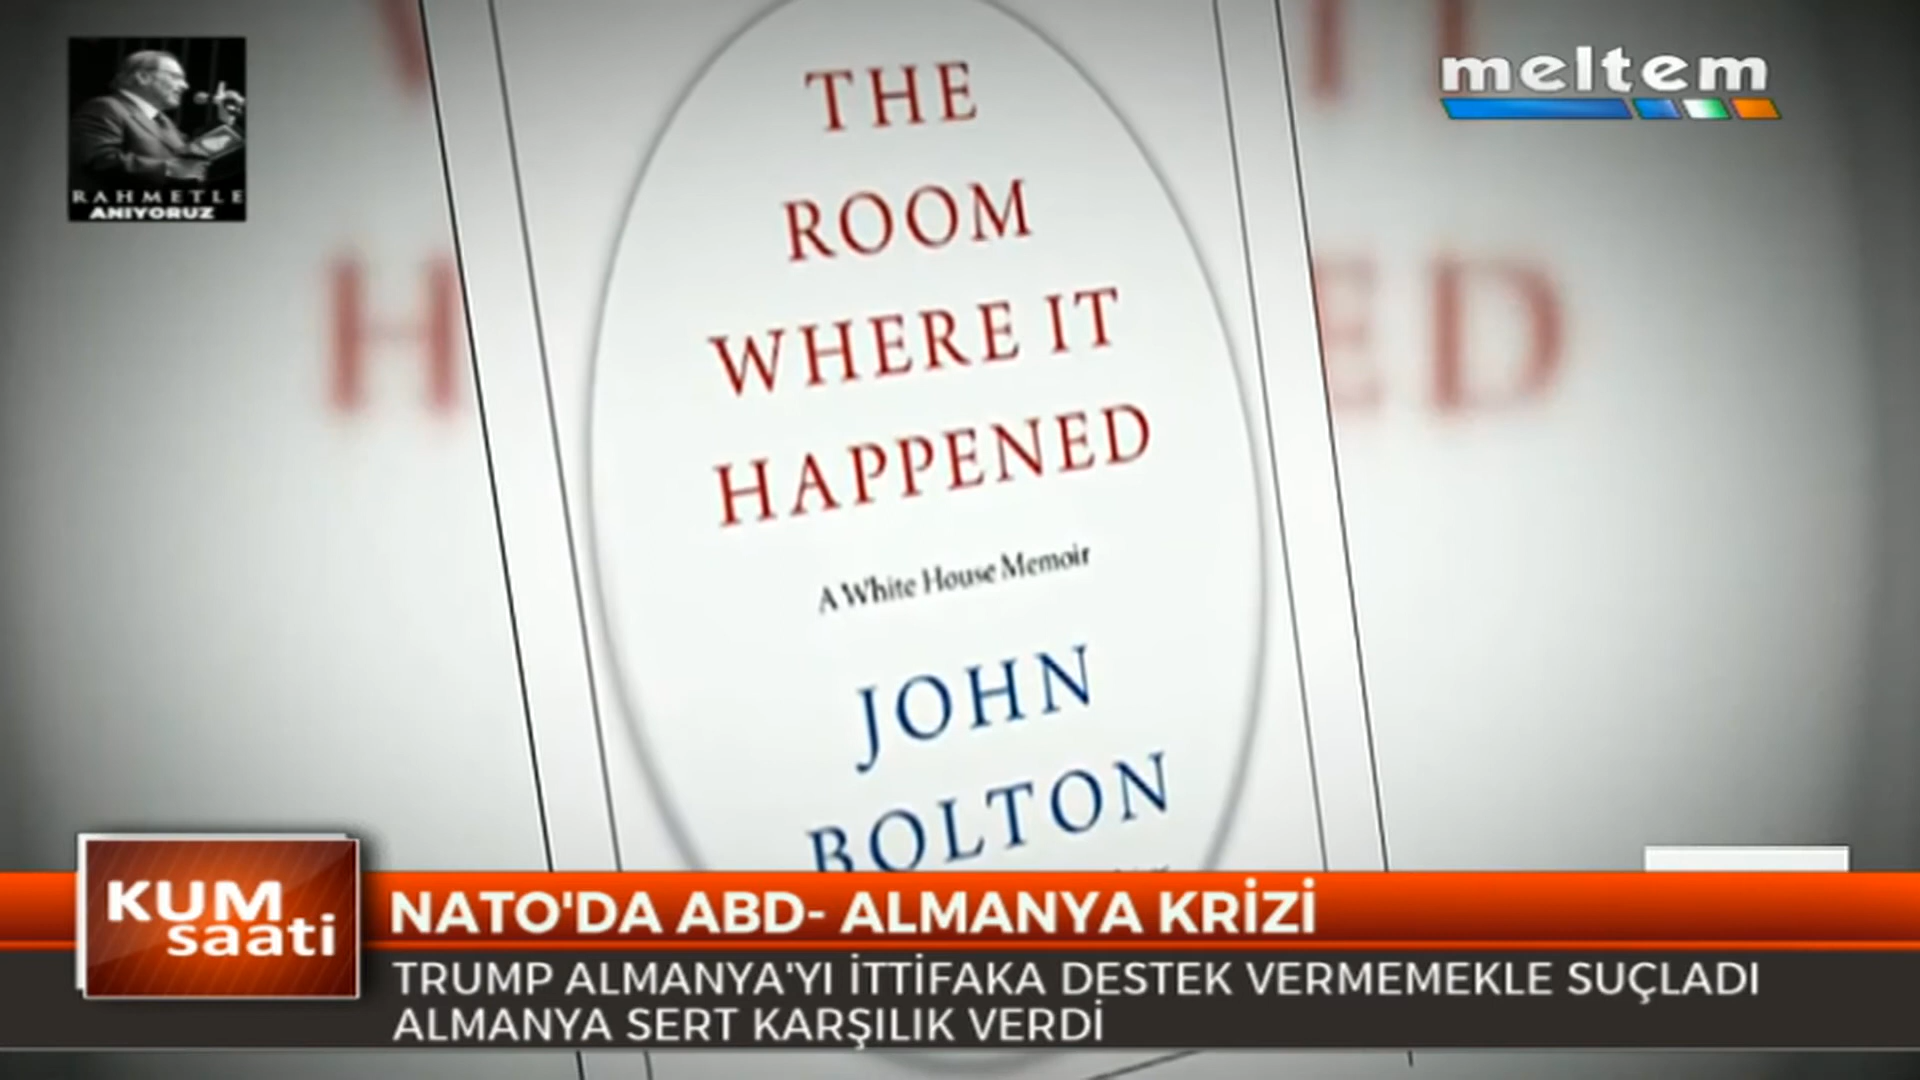 RAHMETLE
ANIYORUZ
meltem
THE
ROOM
WHERE IT
HAPPENED
A White House Memoir
JOHN
BOLTON
H
ED
KUM
saati
NATO'DA ABD- ALMANYA KRİZİ
TRUMP ALMANYA'YI İTTİFAKA DESTEK VERMEMEKLE SUÇLADI
ALMANYA SERT KARŞILIK VERDİ